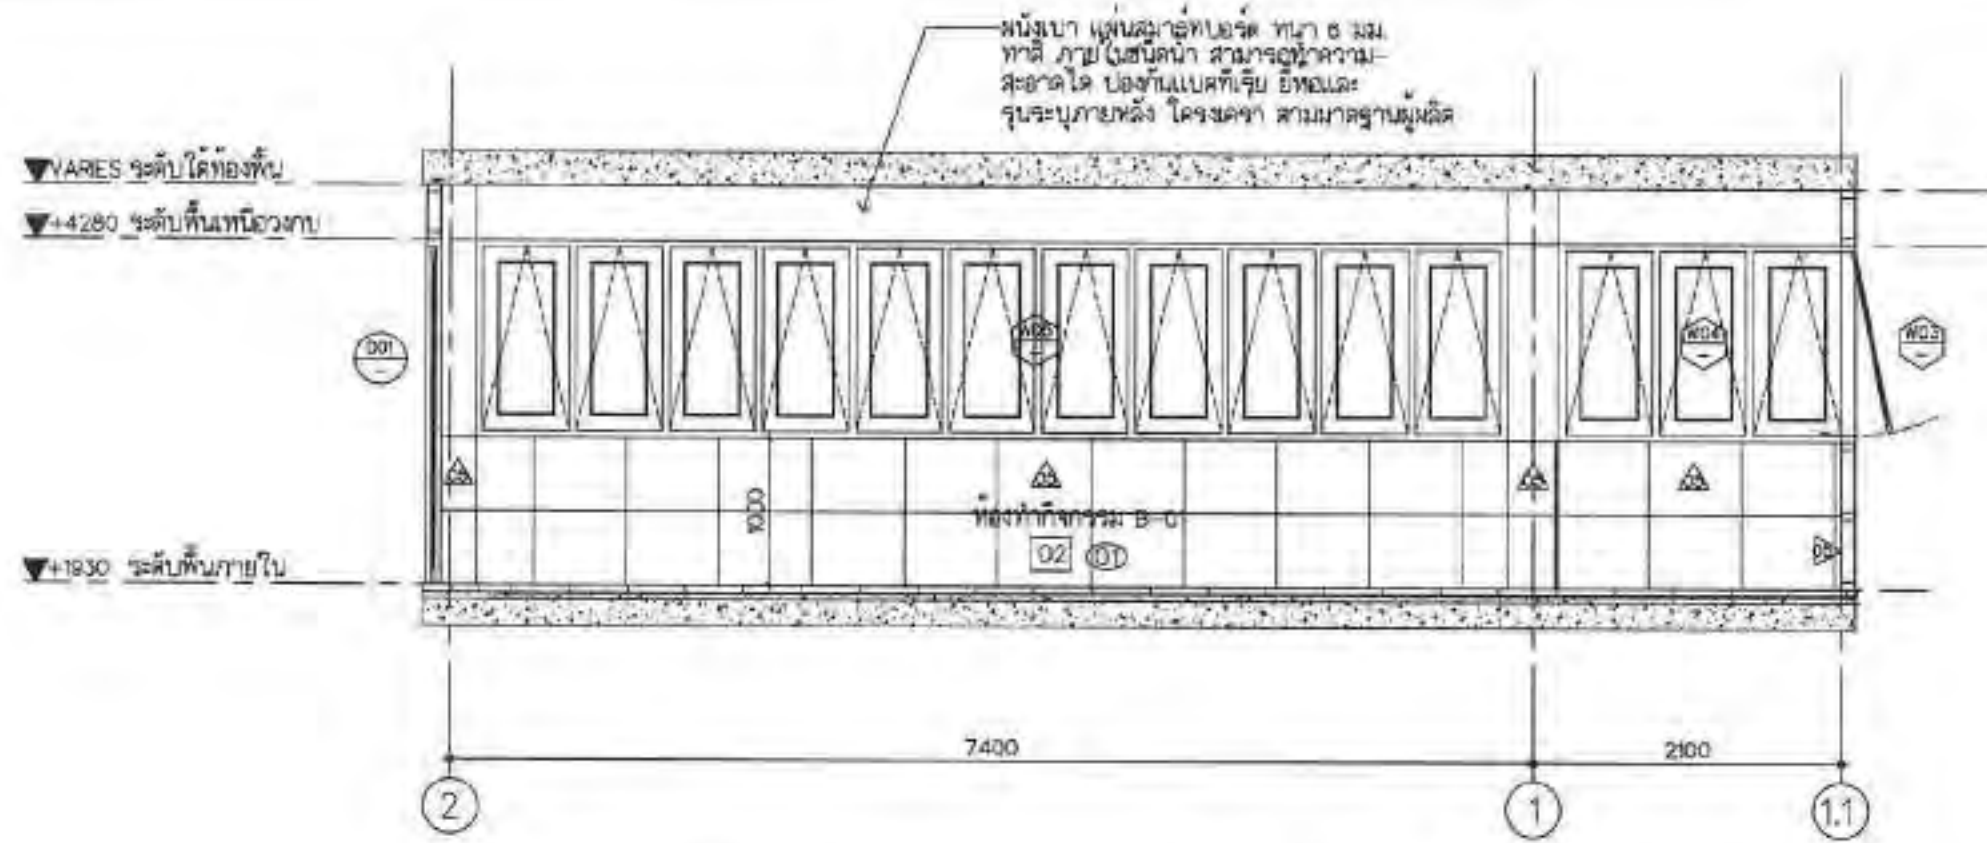 ผนังเบา แผ่นสมาร์ทบอร์ด หนา 8 มม.
ทาสี ภายในชนิดน้ำ สามารถทำความ-
สะอาดได้ ป้องกันแบคทีเรีย ยี่ห้อและ
รุ่นระบุภายหลัง โครงเคร่า ตามมาตรฐานผู้ผลิต
VARIES ระดับใต้ท้องพื้น
+4280 ระดับพื้นเหนือวงกบ
D01
W05
W04
W03
05
05
1000
ห้องทำกิจกรรม B-C
02 01
05
+1930 ระดับพื้นภายใน
7400 2100
2 1 1.1